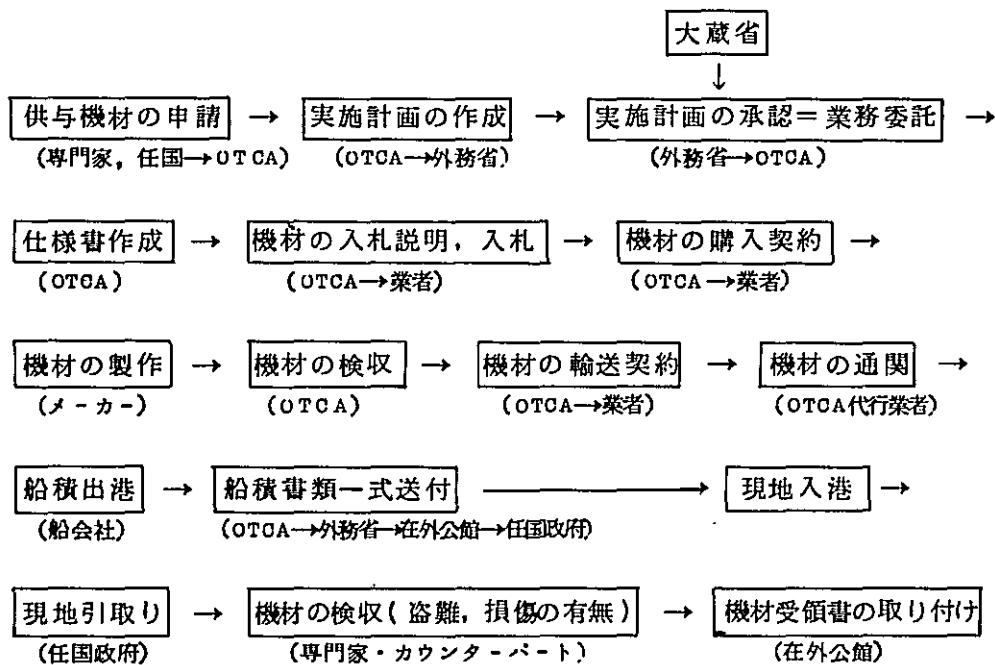 大蔵省
↓
供与機材の申請 → 実施計画の作成 → 実施計画の承認=業務委託 →
(専門家,任国→OTCA) (OTCA→外務省) (外務省→OTCA)
仕様書作成 → 機材の入札説明,入札 → 機材の購入契約 →
(OTCA) (OTCA→業者) (OTCA→業者)
機材の製作 → 機材の検収 → 機材の輸送契約 → 機材の通関 →
(メーカー) (OTCA) (OTCA→業者) (OTCA代行業者)
船積出港 → 船積書類一式送付 → 現地入港 →
(船会社) (OTCA→外務省→在外公館→任国政府)
現地引取り → 機材の検収(盗難,損傷の有無) → 機材受領書の取り付け
(任国政府) (専門家・カウンターパート) (在外公館)